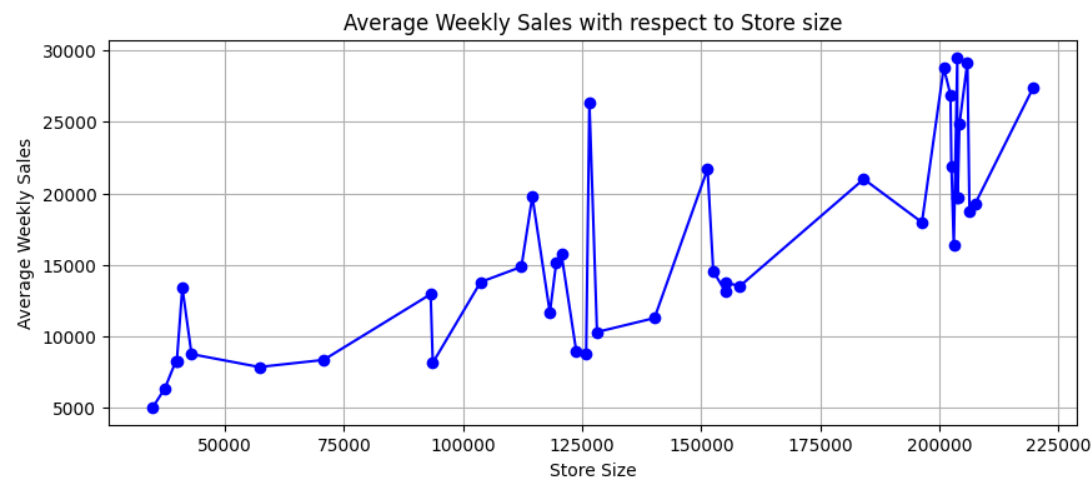 Average Weekly Sales with respect to Store size
30000
25000
20000
15000
10000
5000
Average Weekly Sales
50000 75000 100000 125000 150000 175000 200000 225000
Store Size